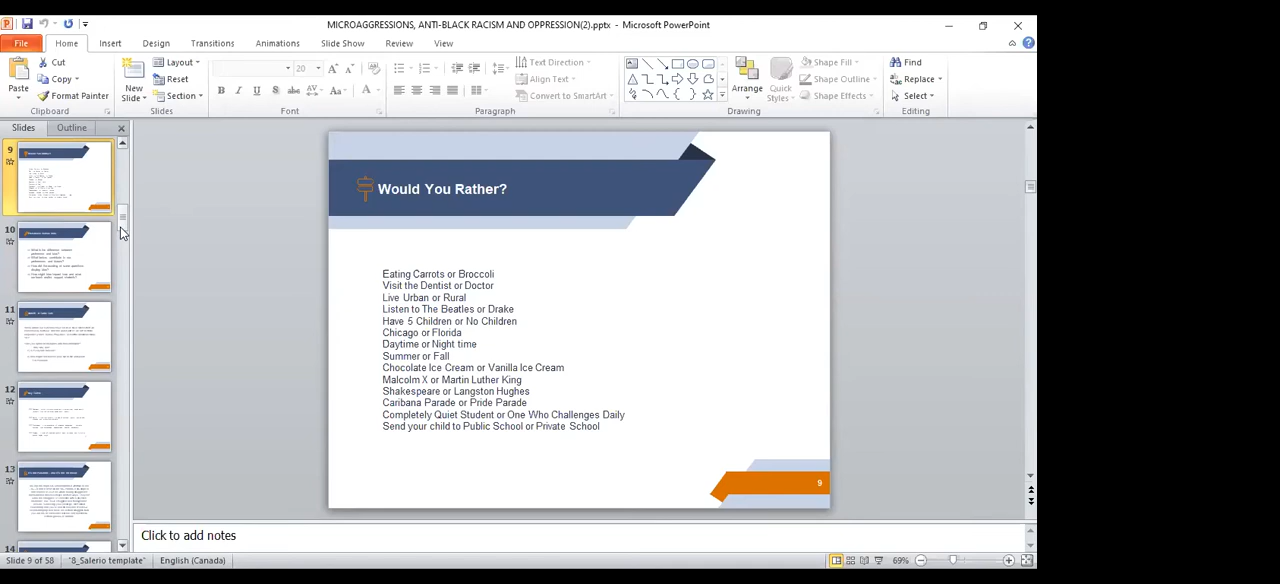 MICROAGGRESSIONS, ANTI-BLACK RACISM AND OPPRESSION(2).pptx - Microsoft PowerPoint
File Home Insert Design Transitions Animations Slide Show Review View
Paste
Cut
Copy
Format Painter
Clipboard
New Slide
Layout
Reset
Section
Slides
20
Font
Text Direction
Align Text
Convert to SmartArt
Paragraph
Arrange
Quick Styles
Shape Fill
Shape Outline
Shape Effects
Drawing
Find
Replace
Select
Editing
Slides Outline
9
10
11
12
13
14
Would You Rather?
Eating Carrots or Broccoli
Visit the Dentist or Doctor
Live Urban or Rural
Listen to The Beatles or Drake
Have 5 Children or No Children
Chicago or Florida
Daytime or Night time
Summer or Fall
Chocolate Ice Cream or Vanilla Ice Cream
Malcolm X or Martin Luther King
Shakespeare or Langston Hughes
Caribana Parade or Pride Parade
Completely Quiet Student or One Who Challenges Daily
Send your child to Public School or Private School
9
Click to add notes
Slide 9 of 58 "8_Salerio template" English (Canada) 69%